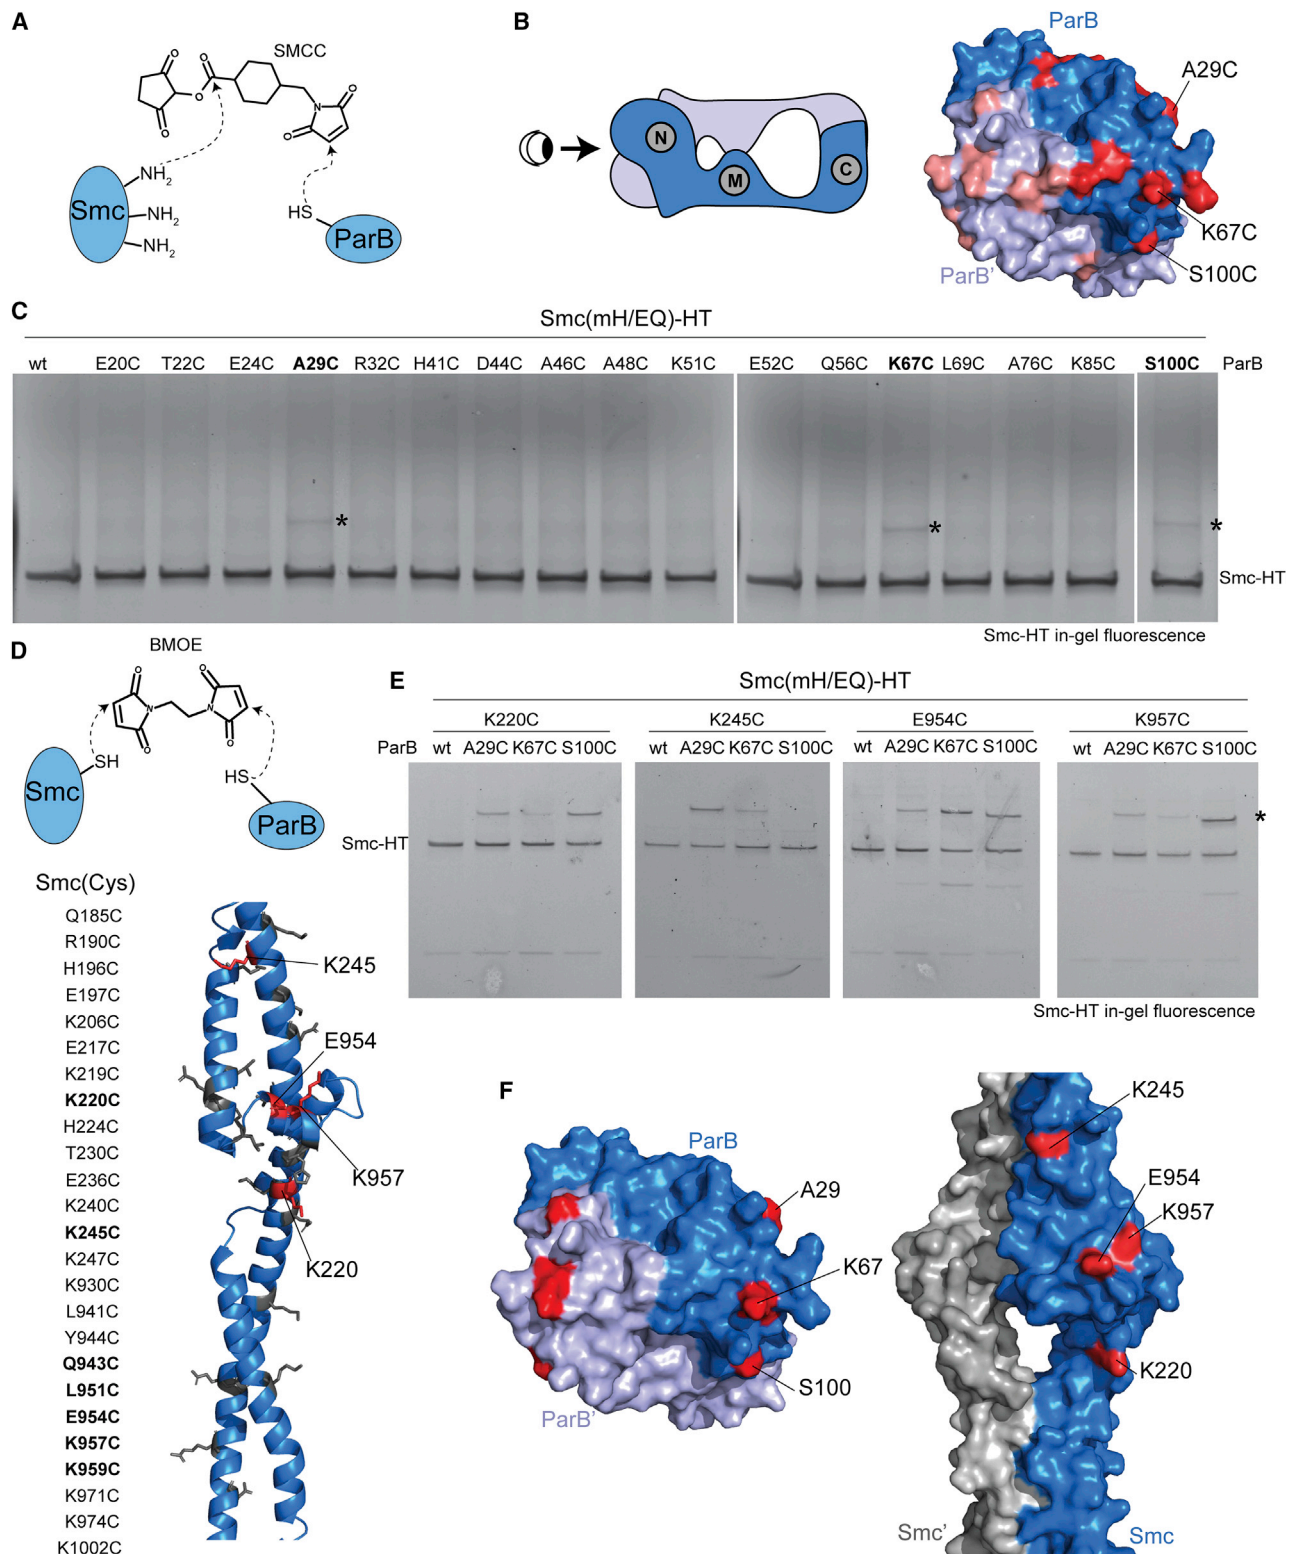 A
SMCC
O
O
O
O
N
O
O
NH2
NH2
NH2
Smc
HS
ParB
B
N
M
C
ParB
A29C
K67C
S100C
ParB'
C
Smc(mH/EQ)-HT
wt E20C T22C E24C A29C R32C H41C D44C A46C A48C K51C E52C Q56C K67C L69C A76C K85C S100C ParB
*
*
*
Smc-HT
Smc-HT in-gel fluorescence
D
BMOE
O
O
N
N
O
O
SH
HS
Smc
ParB
Smc(Cys)
Q185C
R190C
H196C
E197C
K206C
E217C
K219C
K220C
H224C
T230C
E236C
K240C
K245C
K247C
K930C
L941C
Y944C
Q943C
L951C
E954C
K957C
K959C
K971C
K974C
K1002C
K245
E954
K957
K220
E
Smc(mH/EQ)-HT
K220C K245C E954C K957C
ParB wt A29C K67C S100C wt A29C K67C S100C wt A29C K67C S100C wt A29C K67C S100C
*
Smc-HT
Smc-HT in-gel fluorescence
F
ParB
A29
K67
S100
ParB'
K245
E954
K957
K220
Smc'
Smc